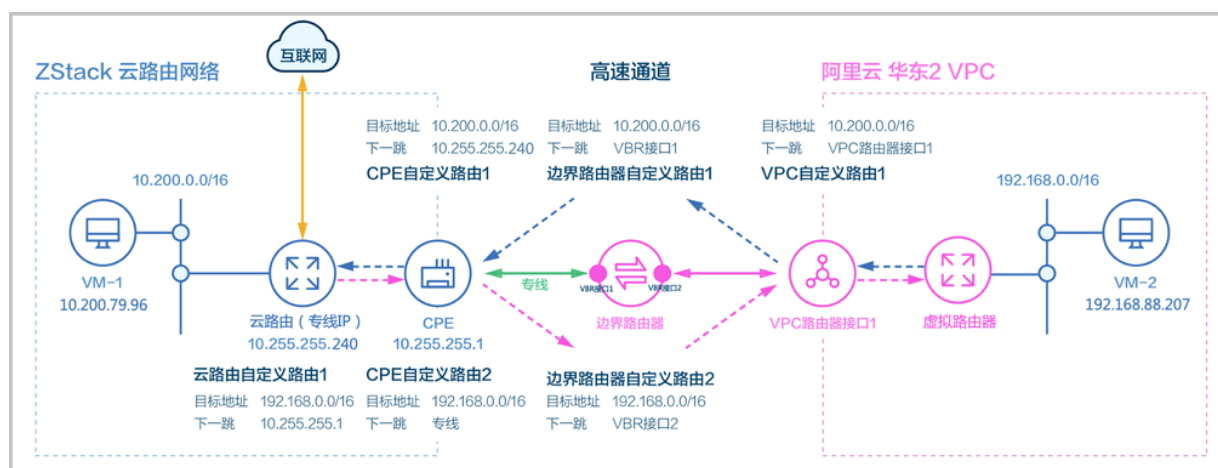 互联网
ZStack 云路由网络
高速通道
阿里云 华东2 VPC
目标地址 10.200.0.0/16
下一跳 10.255.255.240
CPE自定义路由1
目标地址 10.200.0.0/16
下一跳 VBR接口1
边界路由器自定义路由1
目标地址 10.200.0.0/16
下一跳 VPC路由器接口1
VPC自定义路由1
10.200.0.0/16
192.168.0.0/16
VM-1
10.200.79.96
云路由（专线IP）
10.255.255.240
CPE
10.255.255.1
专线
VBR接口1
VBR接口2
边界路由器
VPC路由器接口1
虚拟路由器
VM-2
192.168.88.207
云路由自定义路由1
目标地址 192.168.0.0/16
下一跳 10.255.255.1
CPE自定义路由2
目标地址 192.168.0.0/16
下一跳 专线
边界路由器自定义路由2
目标地址 192.168.0.0/16
下一跳 VBR接口2